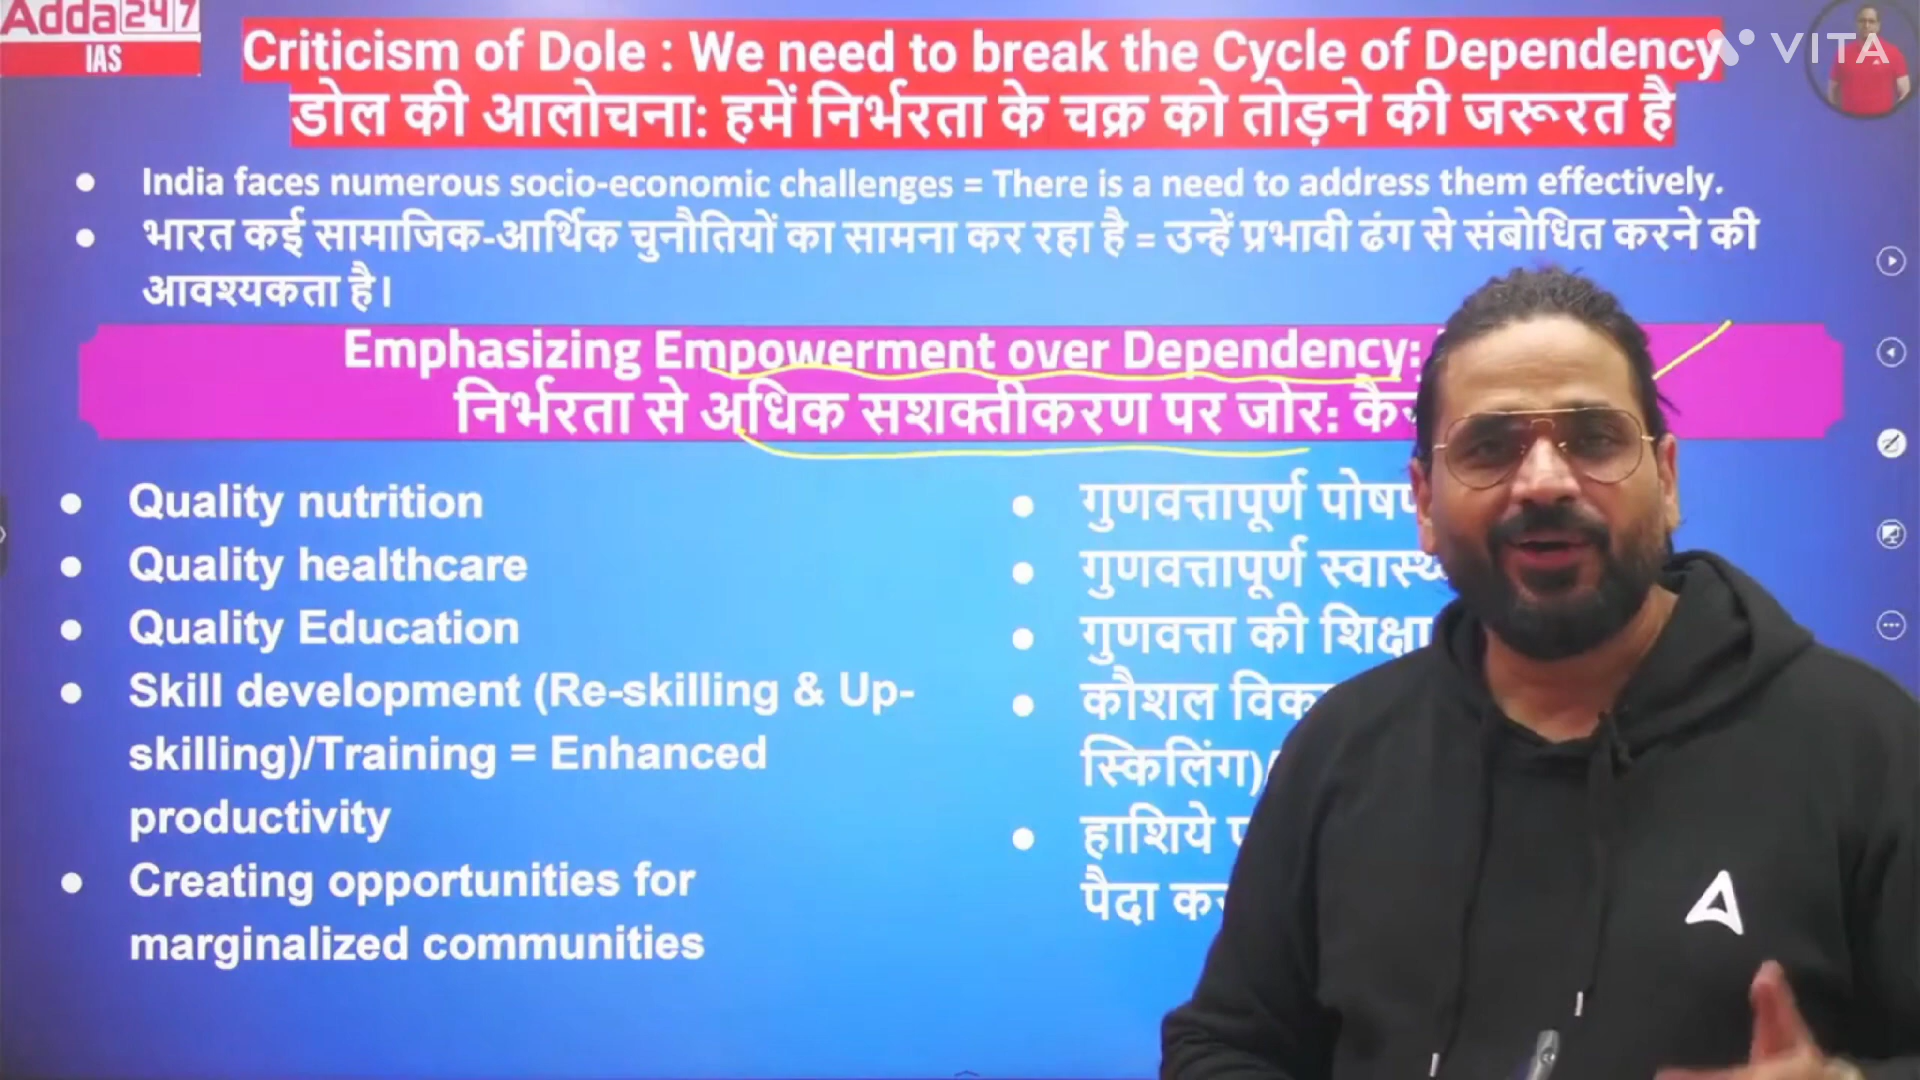 Adda247
IAS
VITA
Criticism of Dole : We need to break the Cycle of Dependency
डोल की आलोचना: हमें निर्भरता के चक्र को तोड़ने की जरूरत है
India faces numerous socio-economic challenges = There is a need to address them effectively.
भारत कई सामाजिक-आर्थिक चुनौतियों का सामना कर रहा है = उन्हें प्रभावी ढंग से संबोधित करने की
आवश्यकता है।
Emphasizing Empowerment over Dependency:
निर्भरता से अधिक सशक्तीकरण पर जोर:
Quality nutrition
Quality healthcare
Quality Education
Skill development (Re-skilling & Up-
skilling)/Training = Enhanced
productivity
Creating opportunities for
marginalized communities
गुणवत्तापूर्ण
गुणवत्तापूर्ण
गुणवत्ता की शिक्षा
कौशल
स्किलिंग)
हाशिये
पैदा